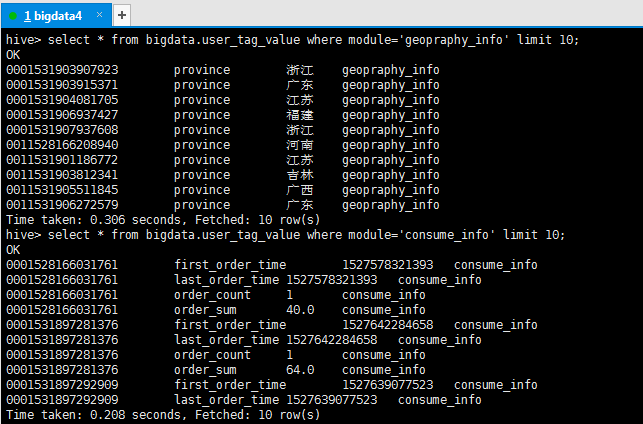 1 bigdata4 × +
hive> select * from bigdata.user_tag_value where module='geopraphy_info' limit 10;
OK
0001531903907923 province 浙江 geopraphy_info
0001531903915371 province 广东 geopraphy_info
0001531904081705 province 江苏 geopraphy_info
0001531906937427 province 福建 geopraphy_info
0001531907937608 province 浙江 geopraphy_info
0011528166208940 province 河南 geopraphy_info
0011531901186772 province 江苏 geopraphy_info
0011531903812341 province 吉林 geopraphy_info
0011531905511845 province 广西 geopraphy_info
0011531906272579 province 广东 geopraphy_info
Time taken: 0.306 seconds, Fetched: 10 row(s)
hive> select * from bigdata.user_tag_value where module='consume_info' limit 10;
OK
0001528166031761 first_order_time 1527578321393 consume_info
0001528166031761 last_order_time 1527578321393 consume_info
0001528166031761 order_count 1 consume_info
0001528166031761 order_sum 40.0 consume_info
0001531897281376 first_order_time 1527642284658 consume_info
0001531897281376 last_order_time 1527642284658 consume_info
0001531897281376 order_count 1 consume_info
0001531897281376 order_sum 64.0 consume_info
0001531897292909 first_order_time 1527639077523 consume_info
0001531897292909 last_order_time 1527639077523 consume_info
Time taken: 0.208 seconds, Fetched: 10 row(s)